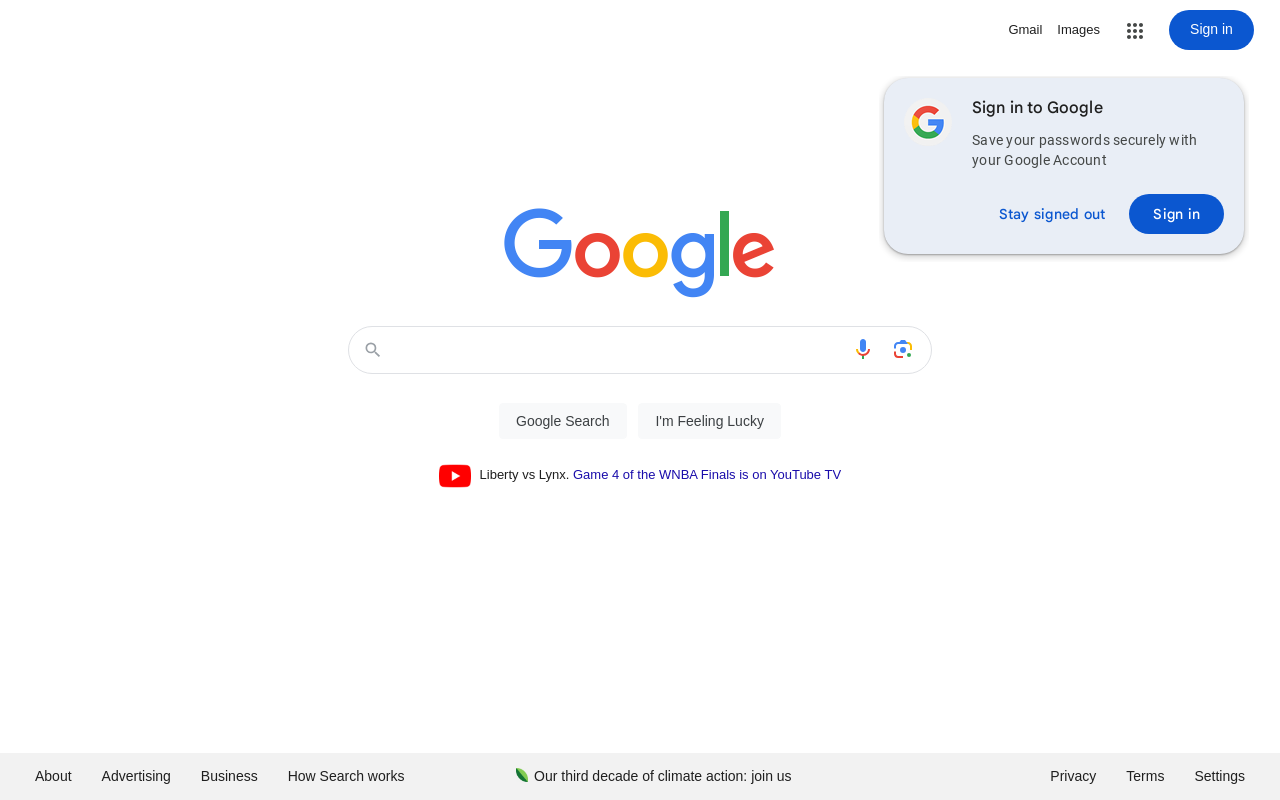 Gmail Images Sign in
Sign in to Google
Save your passwords securely with
your Google Account
Stay signed out Sign in
Google
Google Search I'm Feeling Lucky
Liberty vs Lynx. Game 4 of the WNBA Finals is on YouTube TV
About Advertising Business How Search works Our third decade of climate action: join us Privacy Terms Settings